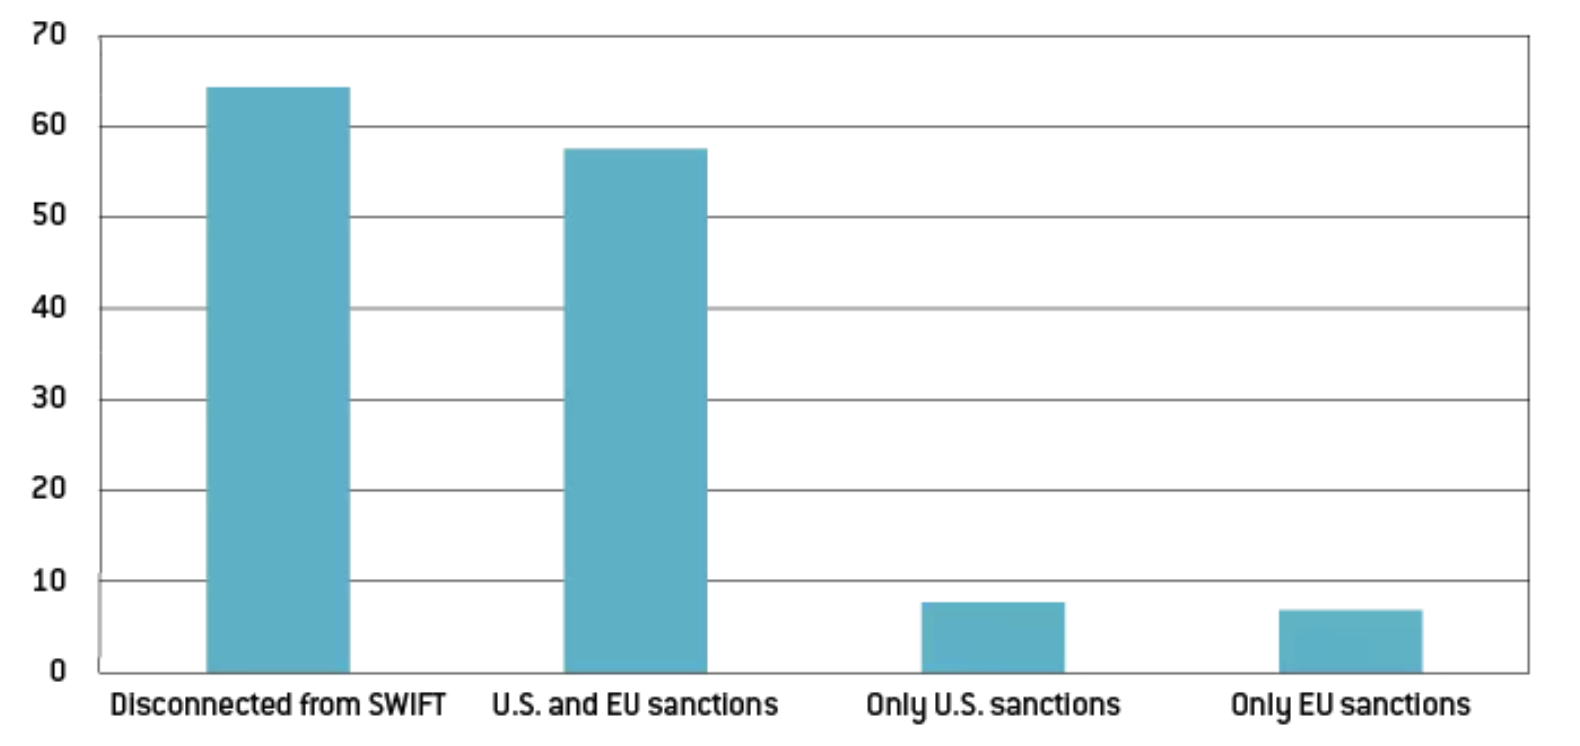 70
60
50
40
30
20
10
0
Disconnected from SWIFT
U.S. and EU sanctions
Only U.S. sanctions
Only EU sanctions